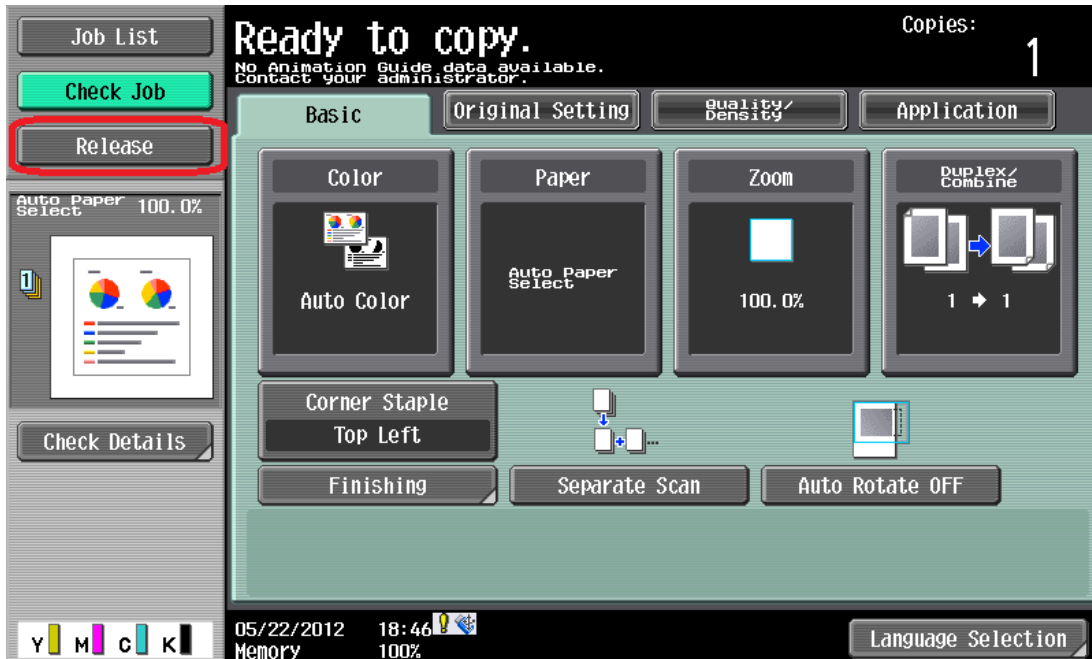 Job List
Check Job
Release
Auto Paper
Select
100.0%
1
Check Details
Y M C K
Ready to copy.
No Animation Guide data available.
Contact your administrator.
Copies:
1
Basic
Original Setting
Quality/
Density
Application
Color
Auto Color
Paper
Auto Paper
Select
Zoom
100.0%
Duplex/
Combine
1 → 1
Corner Staple
Top Left
Finishing
Separate Scan
Auto Rotate OFF
05/22/2012 18:46
Memory 100%
Language Selection